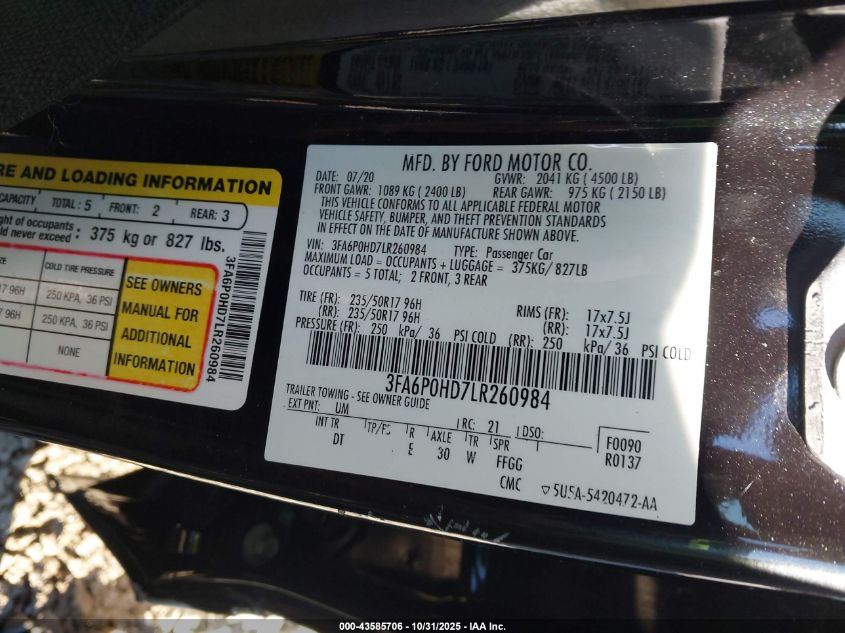 RE AND LOADING INFORMATION
CAPACITY TOTAL: 5 FRONT: 2 REAR: 3
ght of occupants
ld never exceed: 375 kg or 827 lbs.
ZE COLD TIRE PRESSURE
17 96H 250 KPA, 36 PSI
17 96H 250 KPA, 36 PSI
NONE
SEE OWNERS
MANUAL FOR
ADDITIONAL
INFORMATION
3FA6P0HD7LR260984
MFD. BY FORD MOTOR CO.
DATE: 07/20 GVWR: 2041 KG ( 4500 LB)
FRONT GAWR: 1089 KG ( 2400 LB) REAR GAWR: 975 KG ( 2150 LB)
THIS VEHICLE CONFORMS TO ALL APPLICABLE FEDERAL MOTOR
VEHICLE SAFETY, BUMPER, AND THEFT PREVENTION STANDARDS
IN EFFECT ON THE DATE OF MANUFACTURE SHOWN ABOVE.
VIN: 3FA6P0HD7LR260984 TYPE: Passenger Car
MAXIMUM LOAD = OCCUPANTS + LUGGAGE = 375KG/827LB
OCCUPANTS = 5 TOTAL; 2 FRONT, 3 REAR
TIRE (FR): 235/50R17 96H RIMS (FR): 17x7.5J
(RR): 235/50R17 96H (RR): 17x7.5J
PRESSURE (FR): 250 kPa/36 PSI COLD (RR): 250 kPa/36 PSI COLD
3FA6P0HD7LR260984
TRAILER TOWING - SEE OWNER GUIDE
EXT PNT: UM RC: 21 DSO: F0090
INT TR TP/PS R AXLE TR SPR R0137
DT E 30 W FFGG
CMC ▽5U5A-5420472-AA
000-43585706 - 10/31/2025 - IAA Inc.